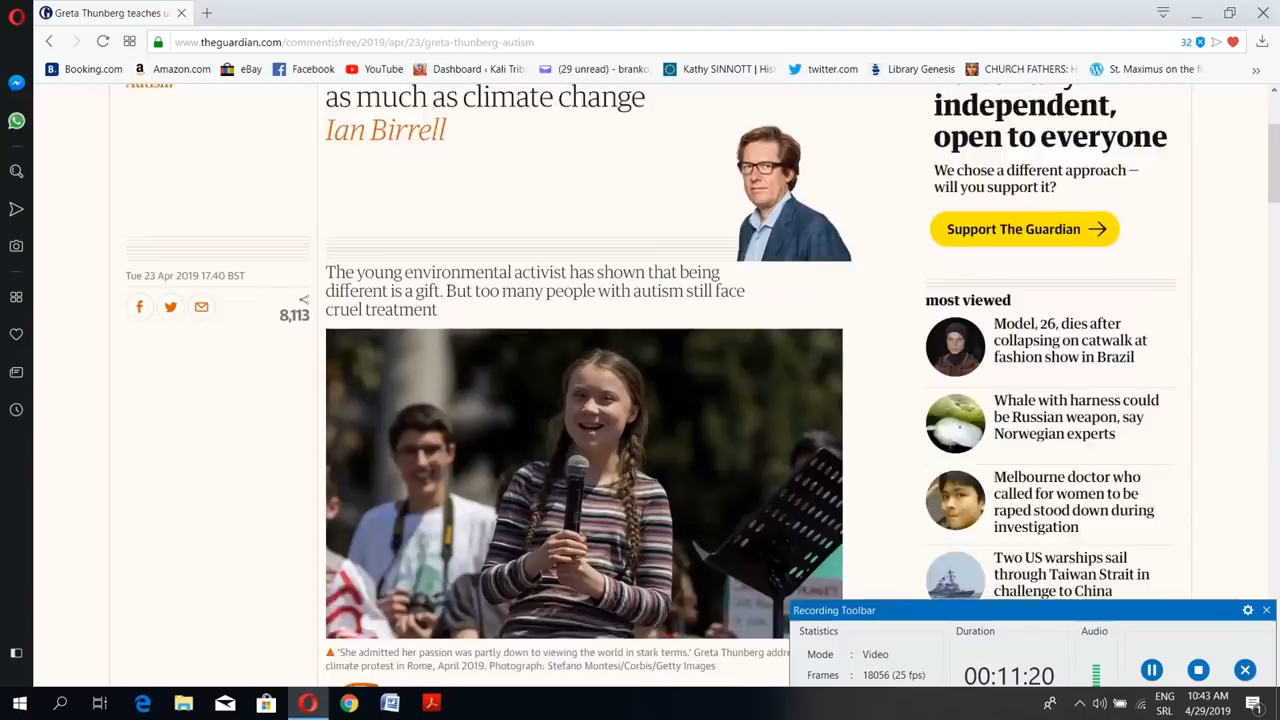 Greta Thunberg teaches u
www.theguardian.com/commentisfree/2019/apr/23/greta-thunberg-autism
32
Booking.com
Amazon.com
eBay
Facebook
YouTube
Dashboard ‹ Kali Trib
(29 unread) - branko
Kathy SINNOTT | Hist
twitter.com
Library Genesis
CHURCH FATHERS: H
St. Maximus on the f
»
Autism
as much as climate change
Ian Birrell
Tue 23 Apr 2019 17.40 BST
8,113
The young environmental activist has shown that being
different is a gift. But too many people with autism still face
cruel treatment
'She admitted her passion was partly down to viewing the world in stark terms.' Greta Thunberg addre
climate protest in Rome, April 2019. Photograph: Stefano Montesi/Corbis/Getty Images
independent,
open to everyone
We chose a different approach –
will you support it?
Support The Guardian
most viewed
Model, 26, dies after
collapsing on catwalk at
fashion show in Brazil
Whale with harness could
be Russian weapon, say
Norwegian experts
Melbourne doctor who
called for women to be
raped stood down during
investigation
Two US warships sail
through Taiwan Strait in
challenge to China
Recording Toolbar
Statistics
Mode : Video
Frames : 18056 (25 fps)
Duration
00:11:20
Audio
ENG
SRL
10:43 AM
4/29/2019
1